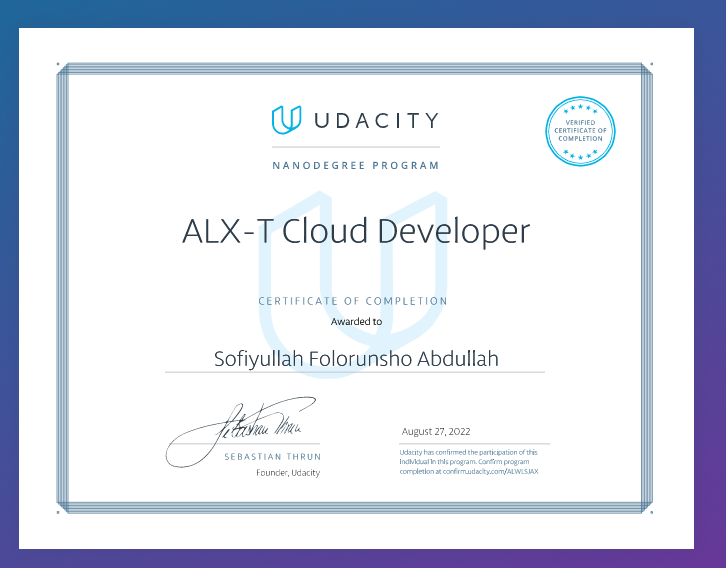 UDACITY
VERIFIED
CERTIFICATE OF
COMPLETION
NANODEGREE PROGRAM
ALX-T Cloud Developer
CERTIFICATE OF COMPLETION
Awarded to
Sofiyullah Folorunsho Abdullah
Sebastian Thrun
August 27, 2022
SEBASTIAN THRUN
Founder, Udacity
Udacity has confirmed the participation of this
individual in this program. Confirm program
completion at confirm.udacity.com/ALWLSJAX